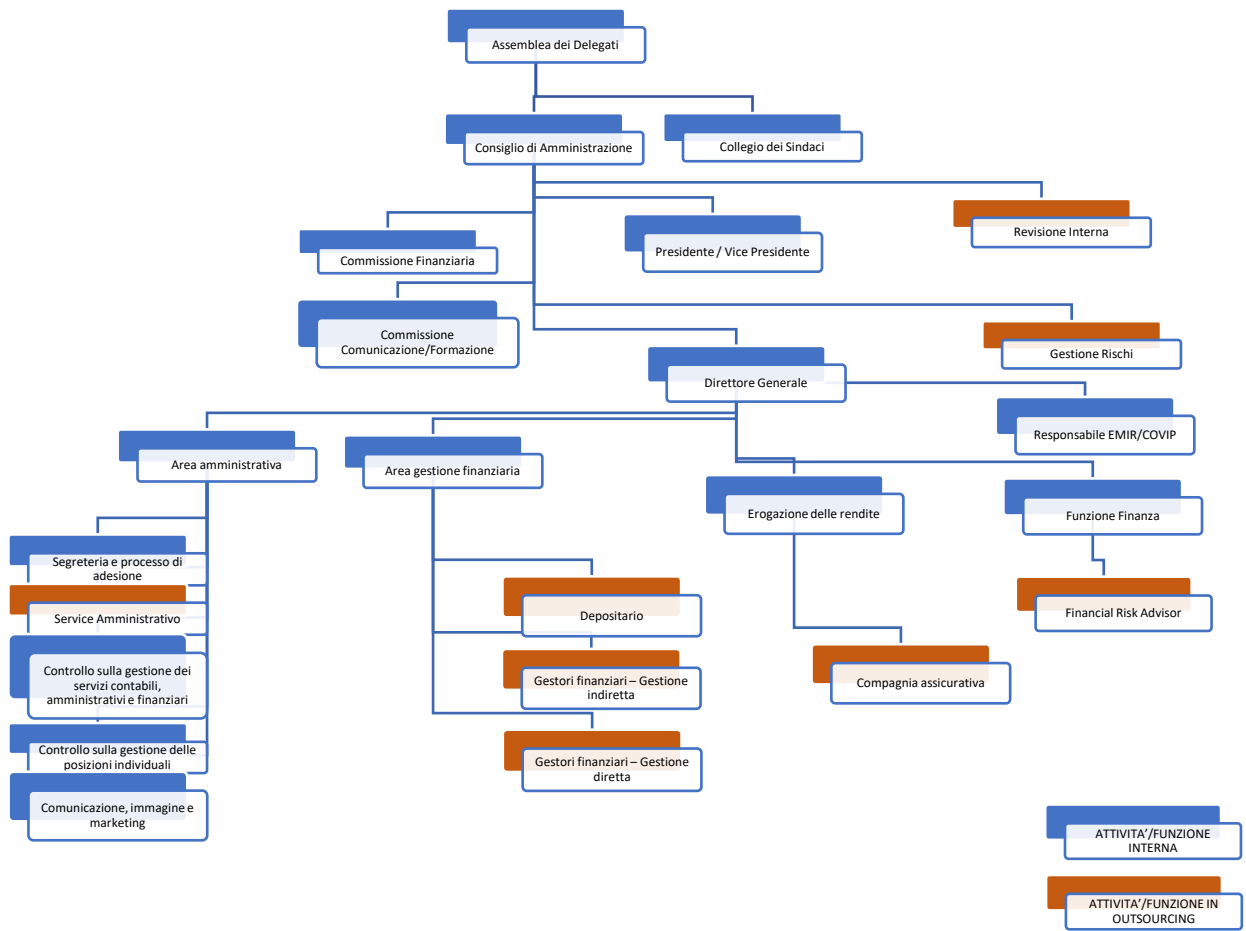 Assemblea dei Delegati
Consiglio di Amministrazione
Collegio dei Sindaci
Revisione Interna
Presidente / Vice Presidente
Commissione Finanziaria
Commissione
Comunicazione/Formazione
Gestione Rischi
Direttore Generale
Responsabile EMIR/COVIP
Area amministrativa
Area gestione finanziaria
Erogazione delle rendite
Funzione Finanza
Segreteria e processo di
adesione
Service Amministrativo
Controllo sulla gestione dei
servizi contabili,
amministrativi e finanziari
Controllo sulla gestione delle
posizioni individuali
Comunicazione, immagine e
marketing
Depositario
Gestori finanziari – Gestione
indiretta
Gestori finanziari – Gestione
diretta
Compagnia assicurativa
Financial Risk Advisor
ATTIVITA’/FUNZIONE
INTERNA
ATTIVITA’/FUNZIONE IN
OUTSOURCING